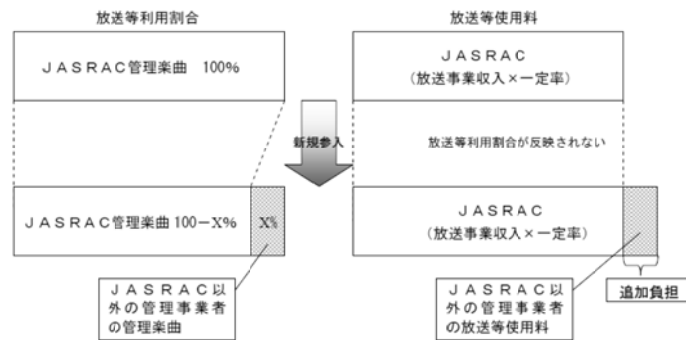 放送等利用割合
放送等使用料
ＪＡＳＲＡＣ管理楽曲　100%
ＪＡＳＲＡＣ
（放送事業収入×一定率）
新規参入
放送等利用割合が反映されない
ＪＡＳＲＡＣ管理楽曲 100－X%
X%
ＪＡＳＲＡＣ
（放送事業収入×一定率）
ＪＡＳＲＡＣ以
外の管理事業者
の管理楽曲
ＪＡＳＲＡＣ以
外の管理事業者
の放送等使用料
追加負担